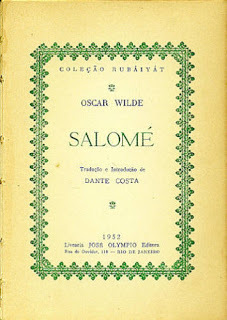 COLEÇÃO RUBÁIYÁT
OSCAR WILDE
SALOMÉ
Tradução e Introdução de
DANTE COSTA
1952
Livraria JOSÉ OLYMPIO Editora
Rua do Ouvidor, 110 — RIO DE JANEIRO